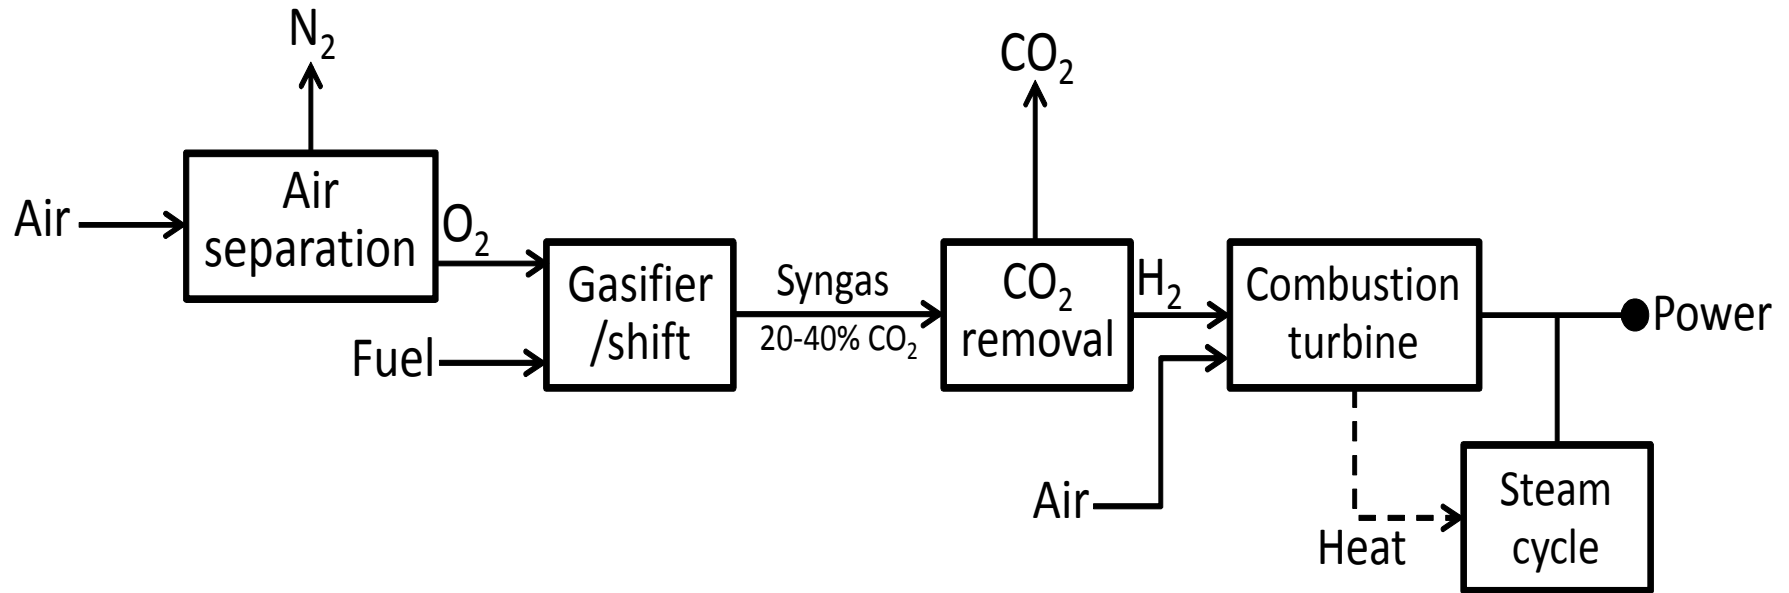 N₂
CO₂
Air
Air
separation
O₂
Gasifier
/shift
Fuel
Syngas
20-40% CO₂
CO₂
removal
H₂
Combustion
turbine
Power
Air
Heat
Steam
cycle